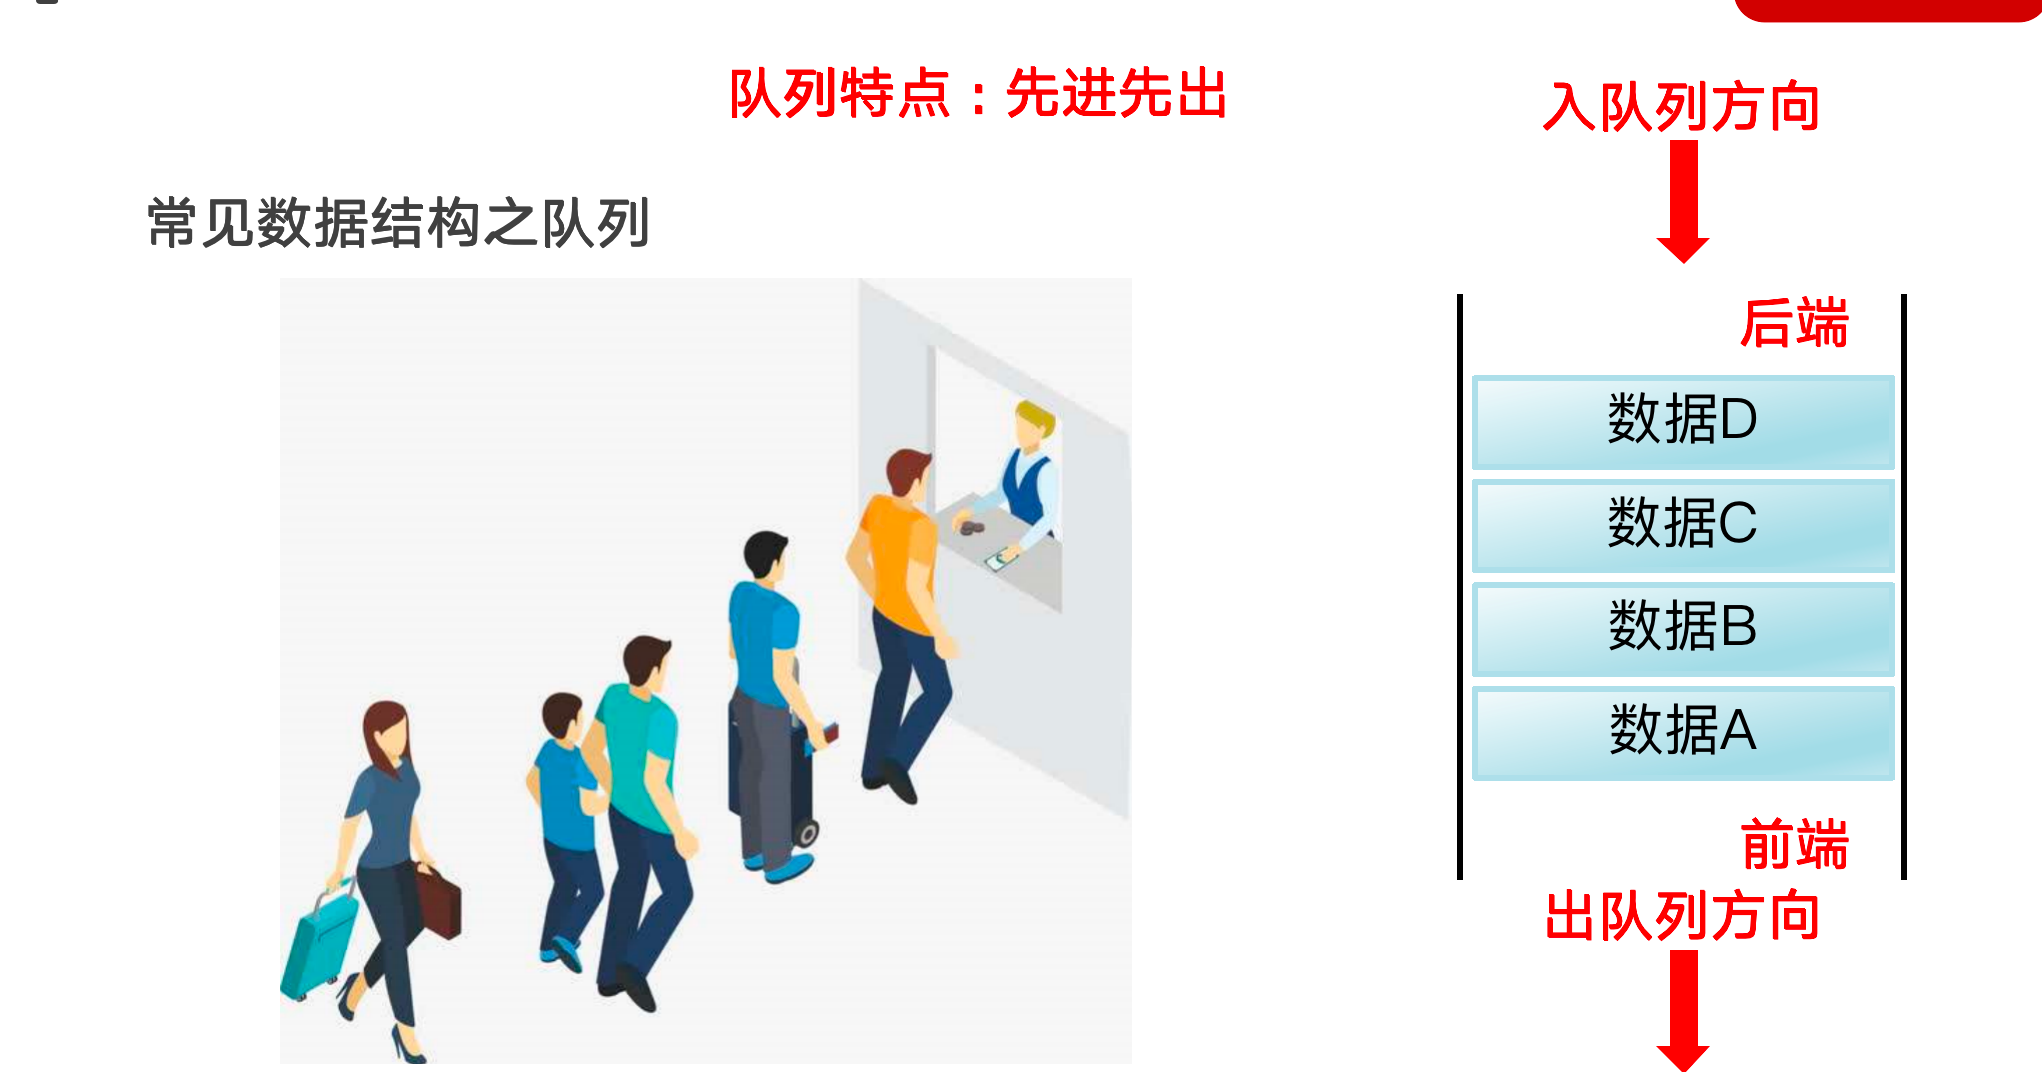 队列特点：先进先出
入队列方向
常见数据结构之队列
后端
数据D
数据C
数据B
数据A
前端
出队列方向